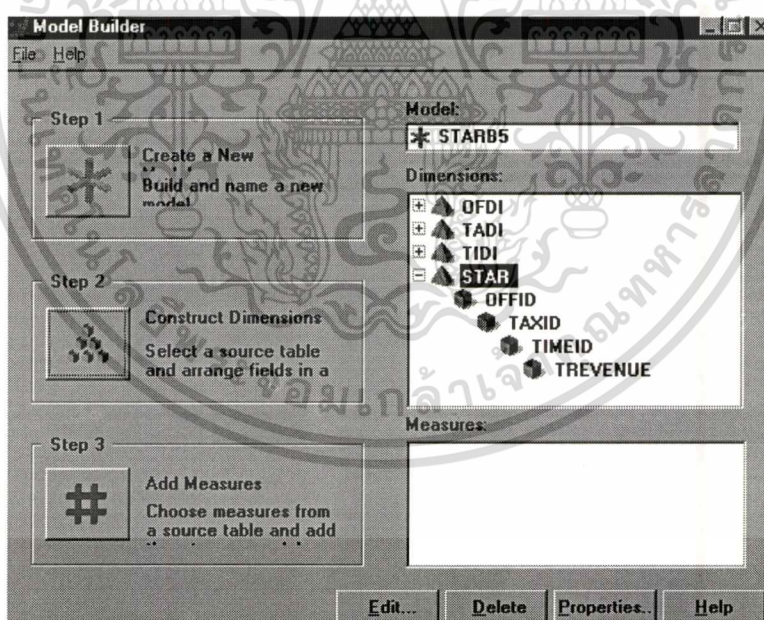 Model Builder
File Help
Step 1
Create a New
Build and name a new
model
Step 2
Construct Dimensions
Select a source table
and arrange fields in a
Step 3
Add Measures
Choose measures from
a source table and add
Model:
STARB5
Dimensions:
OFDI
TADI
TIDI
STAR
OFFID
TAXID
TIMEID
TREVENUE
Measures:
Edit... Delete Properties.. Help